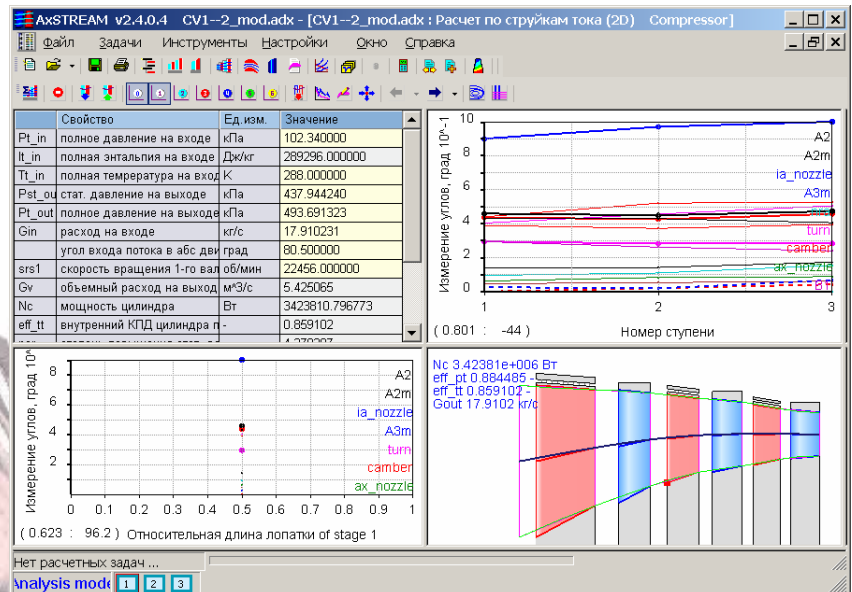 AxSTREAM v2.4.0.4 CV1--2_mod.adx - [CV1--2_mod.adx : Расчет по струйкам тока (2D) Compressor]
Файл Задачи Инструменты Настройки Окно Справка
Свойство Ед.изм. Значение
Pt_in полное давление на входе кПа 102.340000
It_in полная энтальпия на входе Дж/кг 289296.000000
Tt_in полная температура на вход К 288.000000
Pst_ou стат. давление на выходе кПа 437.944240
Pt_out полное давление на выходе кПа 493.691323
Gin расход на входе кг/с 17.910231
угол входа потока в абс дви град 80.500000
srs1 скорость вращения 1-го вал об/мин 22456.000000
Gv объемный расход на выход м^3/с 5.425065
Nc мощность цилиндра Вт 3423810.796773
eff_tt внутренний КПД цилиндра п - 0.859102
Измерение углов, град 10^-1
10
8
6
4
2
0
1 2 3
A2
A2m
ia_nozzle
A3m
turn
camber
ax_nozzle
( 0.801 : -44 ) Номер ступени
Измерение углов, град 10^
8
6
4
2
A2
A2m
ia_nozzle
A3m
turn
camber
ax_nozzle
0 0.1 0.2 0.3 0.4 0.5 0.6 0.7 0.8 0.9 1
( 0.623 : 96.2 ) Относительная длина лопатки of stage 1
Nc 3.42381e+006 Вт
eff_pt 0.884485 -
eff_tt 0.859102 -
Gout 17.9102 кг/с
Нет расчетных задач ...
Analysis mode 1 2 3